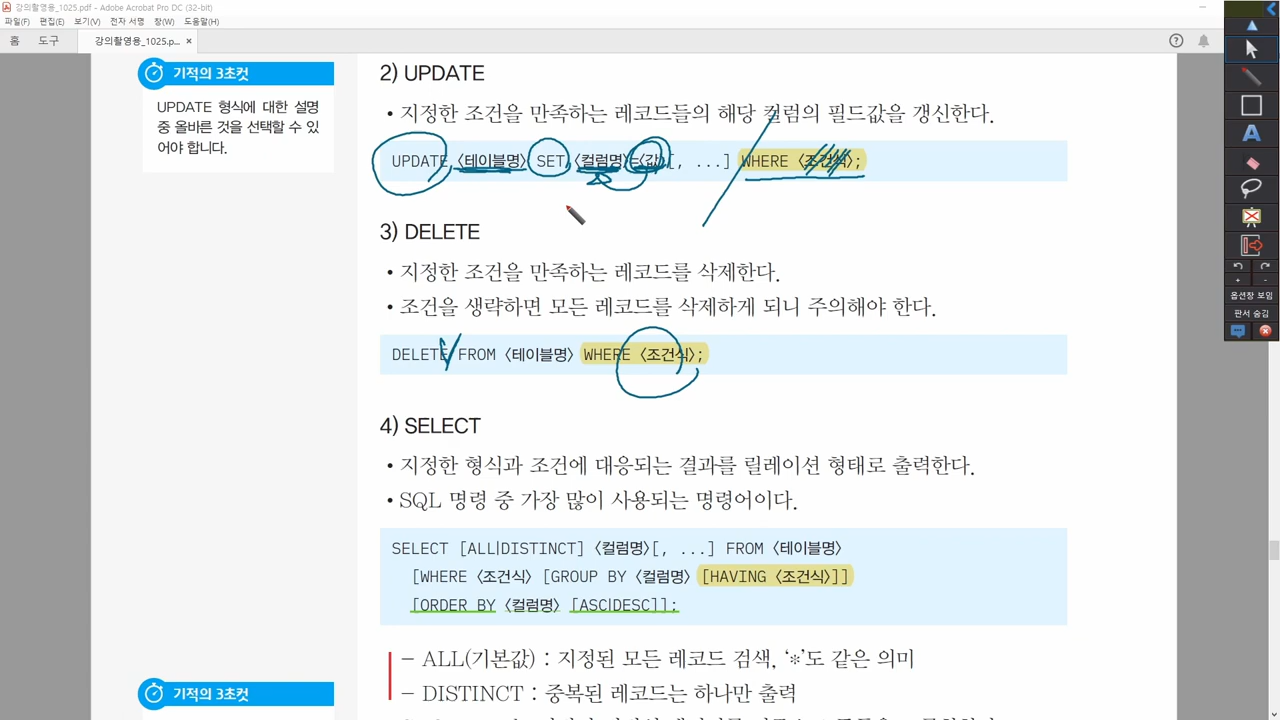 강의촬영용_1025.pdf - Adobe Acrobat Pro DC (32-bit)
파일(F) 편집(E) 보기(V) 전자 서명 창(W) 도움말(H)
홈 도구 강의촬영용_1025.p... ×
기적의 3초컷
UPDATE 형식에 대한 설명
중 올바른 것을 선택할 수 있
어야 합니다.
2) UPDATE
• 지정한 조건을 만족하는 레코드들의 해당 컬럼의 필드값을 갱신한다.
UPDATE 〈테이블명〉 SET 〈컬럼명〉=〈값〉[, ...] WHERE 〈조건식〉;
3) DELETE
• 지정한 조건을 만족하는 레코드를 삭제한다.
• 조건을 생략하면 모든 레코드를 삭제하게 되니 주의해야 한다.
DELETE FROM 〈테이블명〉 WHERE 〈조건식〉;
4) SELECT
• 지정한 형식과 조건에 대응되는 결과를 릴레이션 형태로 출력한다.
• SQL 명령 중 가장 많이 사용되는 명령어이다.
SELECT [ALL|DISTINCT] 〈컬럼명〉[, ...] FROM 〈테이블명〉
[WHERE 〈조건식〉 [GROUP BY 〈컬럼명〉 [HAVING 〈조건식〉]]
[ORDER BY 〈컬럼명〉 [ASC|DESC]];
– ALL(기본값) : 지정된 모든 레코드 검색, ‘*’도 같은 의미
– DISTINCT : 중복된 레코드는 하나만 출력
기적의 3초컷
옵션장 보임
판서 숨김